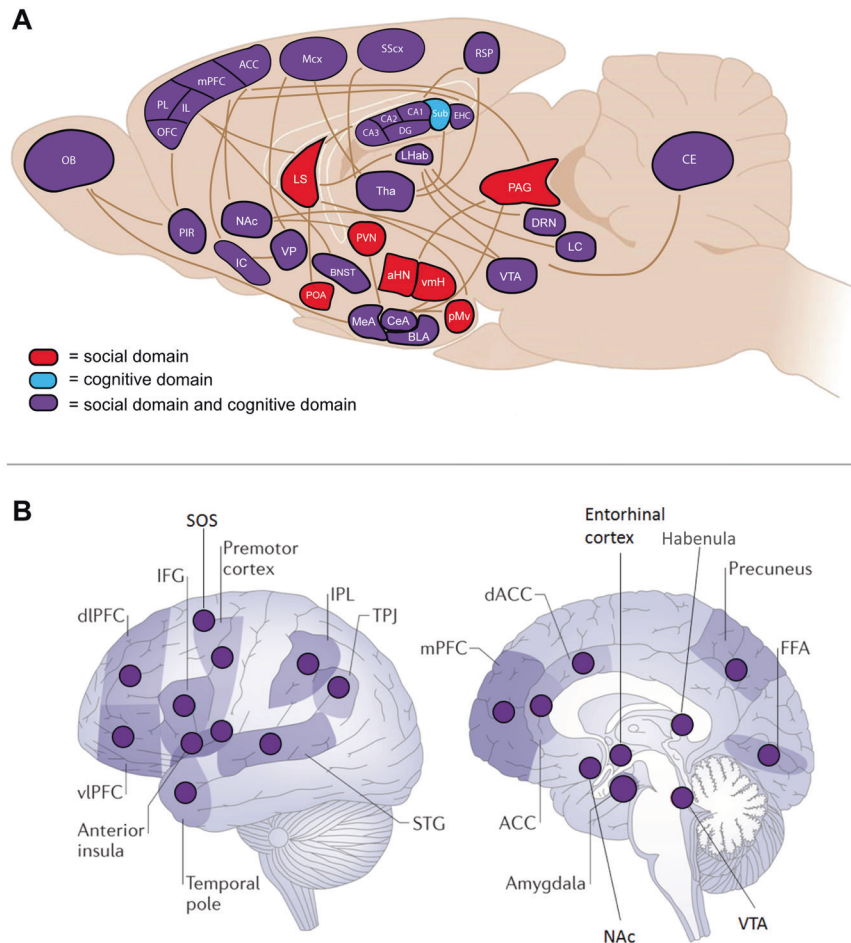 A
ACC
Mcx
SScx
RSP
mPFC
PL
IL
OFC
CA1
CA2
Sub
EHC
CA3
DG
OB
LS
LHab
Tha
PAG
CE
PIR
NAc
DRN
PVN
LC
IC
VP
BNST
aHN
vmH
VTA
POA
MeA
CeA
pMv
BLA
= social domain
= cognitive domain
= social domain and cognitive domain
B
SOS
Premotor
cortex
IFG
IPL
dlPFC
TPJ
vlPFC
Anterior
insula
STG
Temporal
pole
Entorhinal
cortex
Habenula
Precuneus
dACC
mPFC
FFA
ACC
Amygdala
NAc
VTA